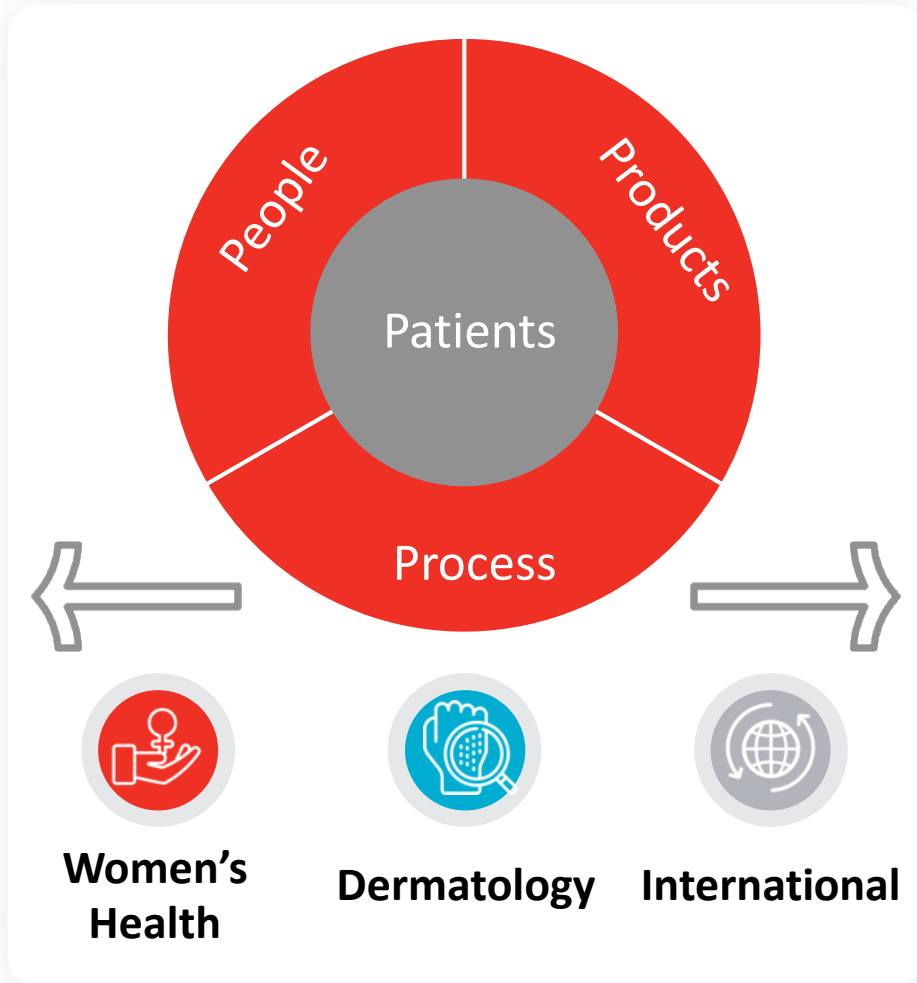 People
Products
Patients
Process
Women’s
Health
Dermatology
International